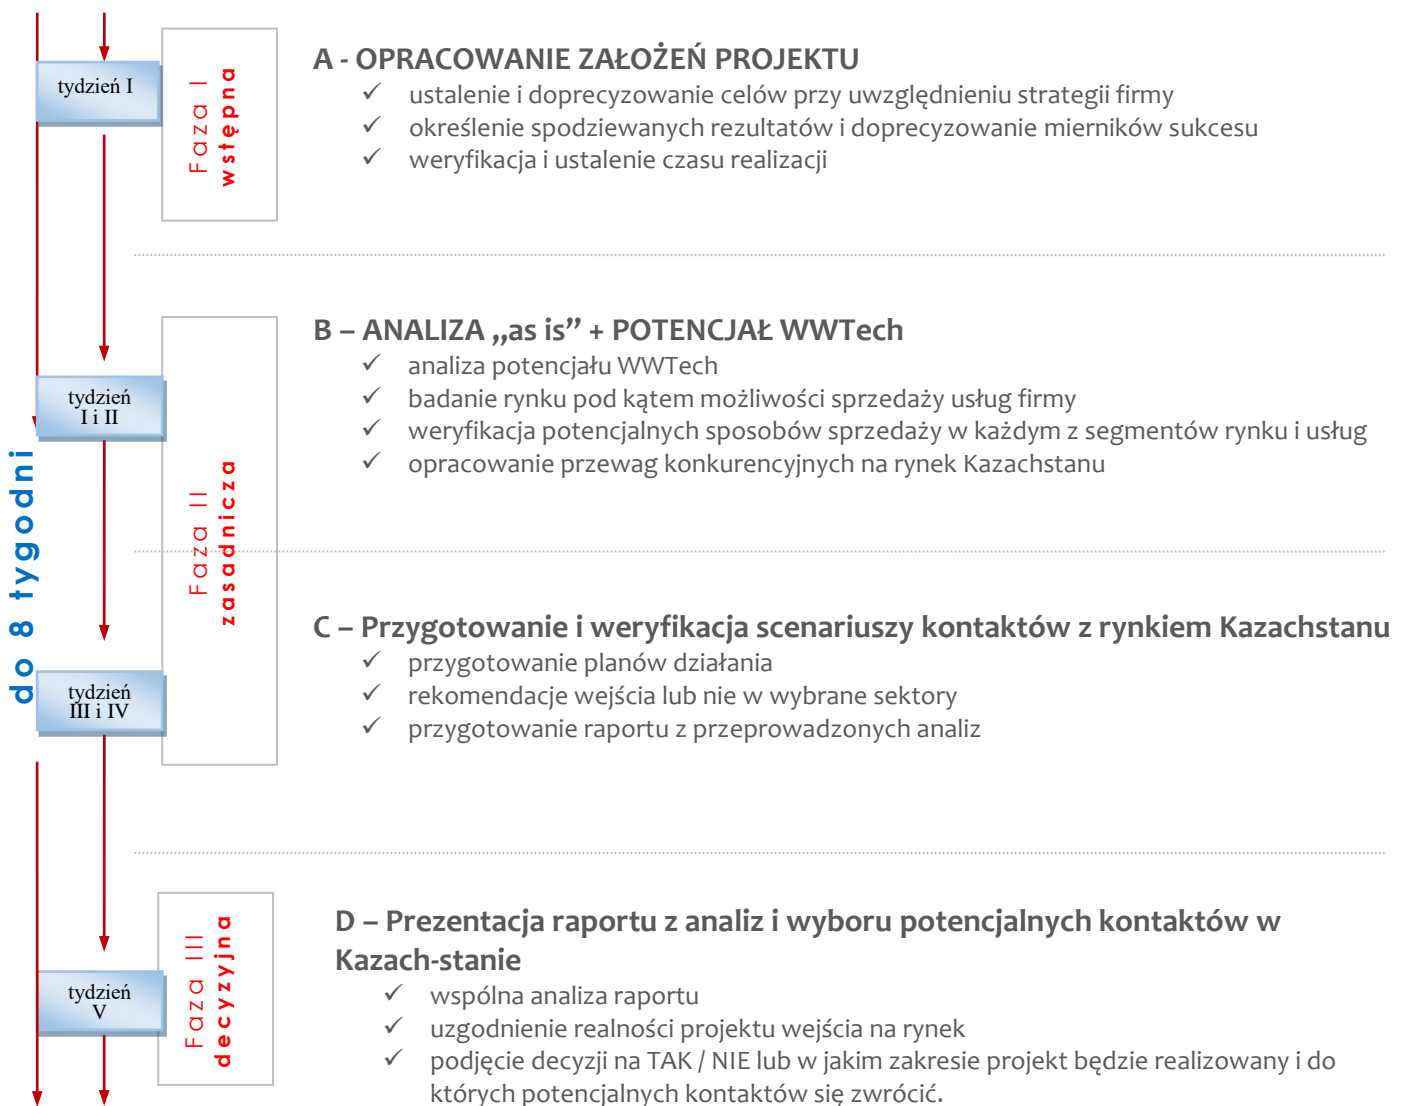 tydzień I
Faza I
wstępna
A - OPRACOWANIE ZAŁOŻEŃ PROJEKTU
✓ ustalenie i doprecyzowanie celów przy uwzględnieniu strategii firmy
✓ określenie spodziewanych rezultatów i doprecyzowanie mierników sukcesu
✓ weryfikacja i ustalenie czasu realizacji
do 8 tygodni
tydzień
I i II
Faza II
zasadnicza
B – ANALIZA „as is” + POTENCJAŁ WWTech
✓ analiza potencjału WWTech
✓ badanie rynku pod kątem możliwości sprzedaży usług firmy
✓ weryfikacja potencjalnych sposobów sprzedaży w każdym z segmentów rynku i usług
✓ opracowanie przewag konkurencyjnych na rynek Kazachstanu
tydzień
III i IV
C – Przygotowanie i weryfikacja scenariuszy kontaktów z rynkiem Kazachstanu
✓ przygotowanie planów działania
✓ rekomendacje wejścia lub nie w wybrane sektory
✓ przygotowanie raportu z przeprowadzonych analiz
tydzień
V
Faza III
decyzyjna
D – Prezentacja raportu z analiz i wyboru potencjalnych kontaktów w
Kazach-stanie
✓ wspólna analiza raportu
✓ uzgodnienie realności projektu wejścia na rynek
✓ podjęcie decyzji na TAK / NIE lub w jakim zakresie projekt będzie realizowany i do
których potencjalnych kontaktów się zwrócić.